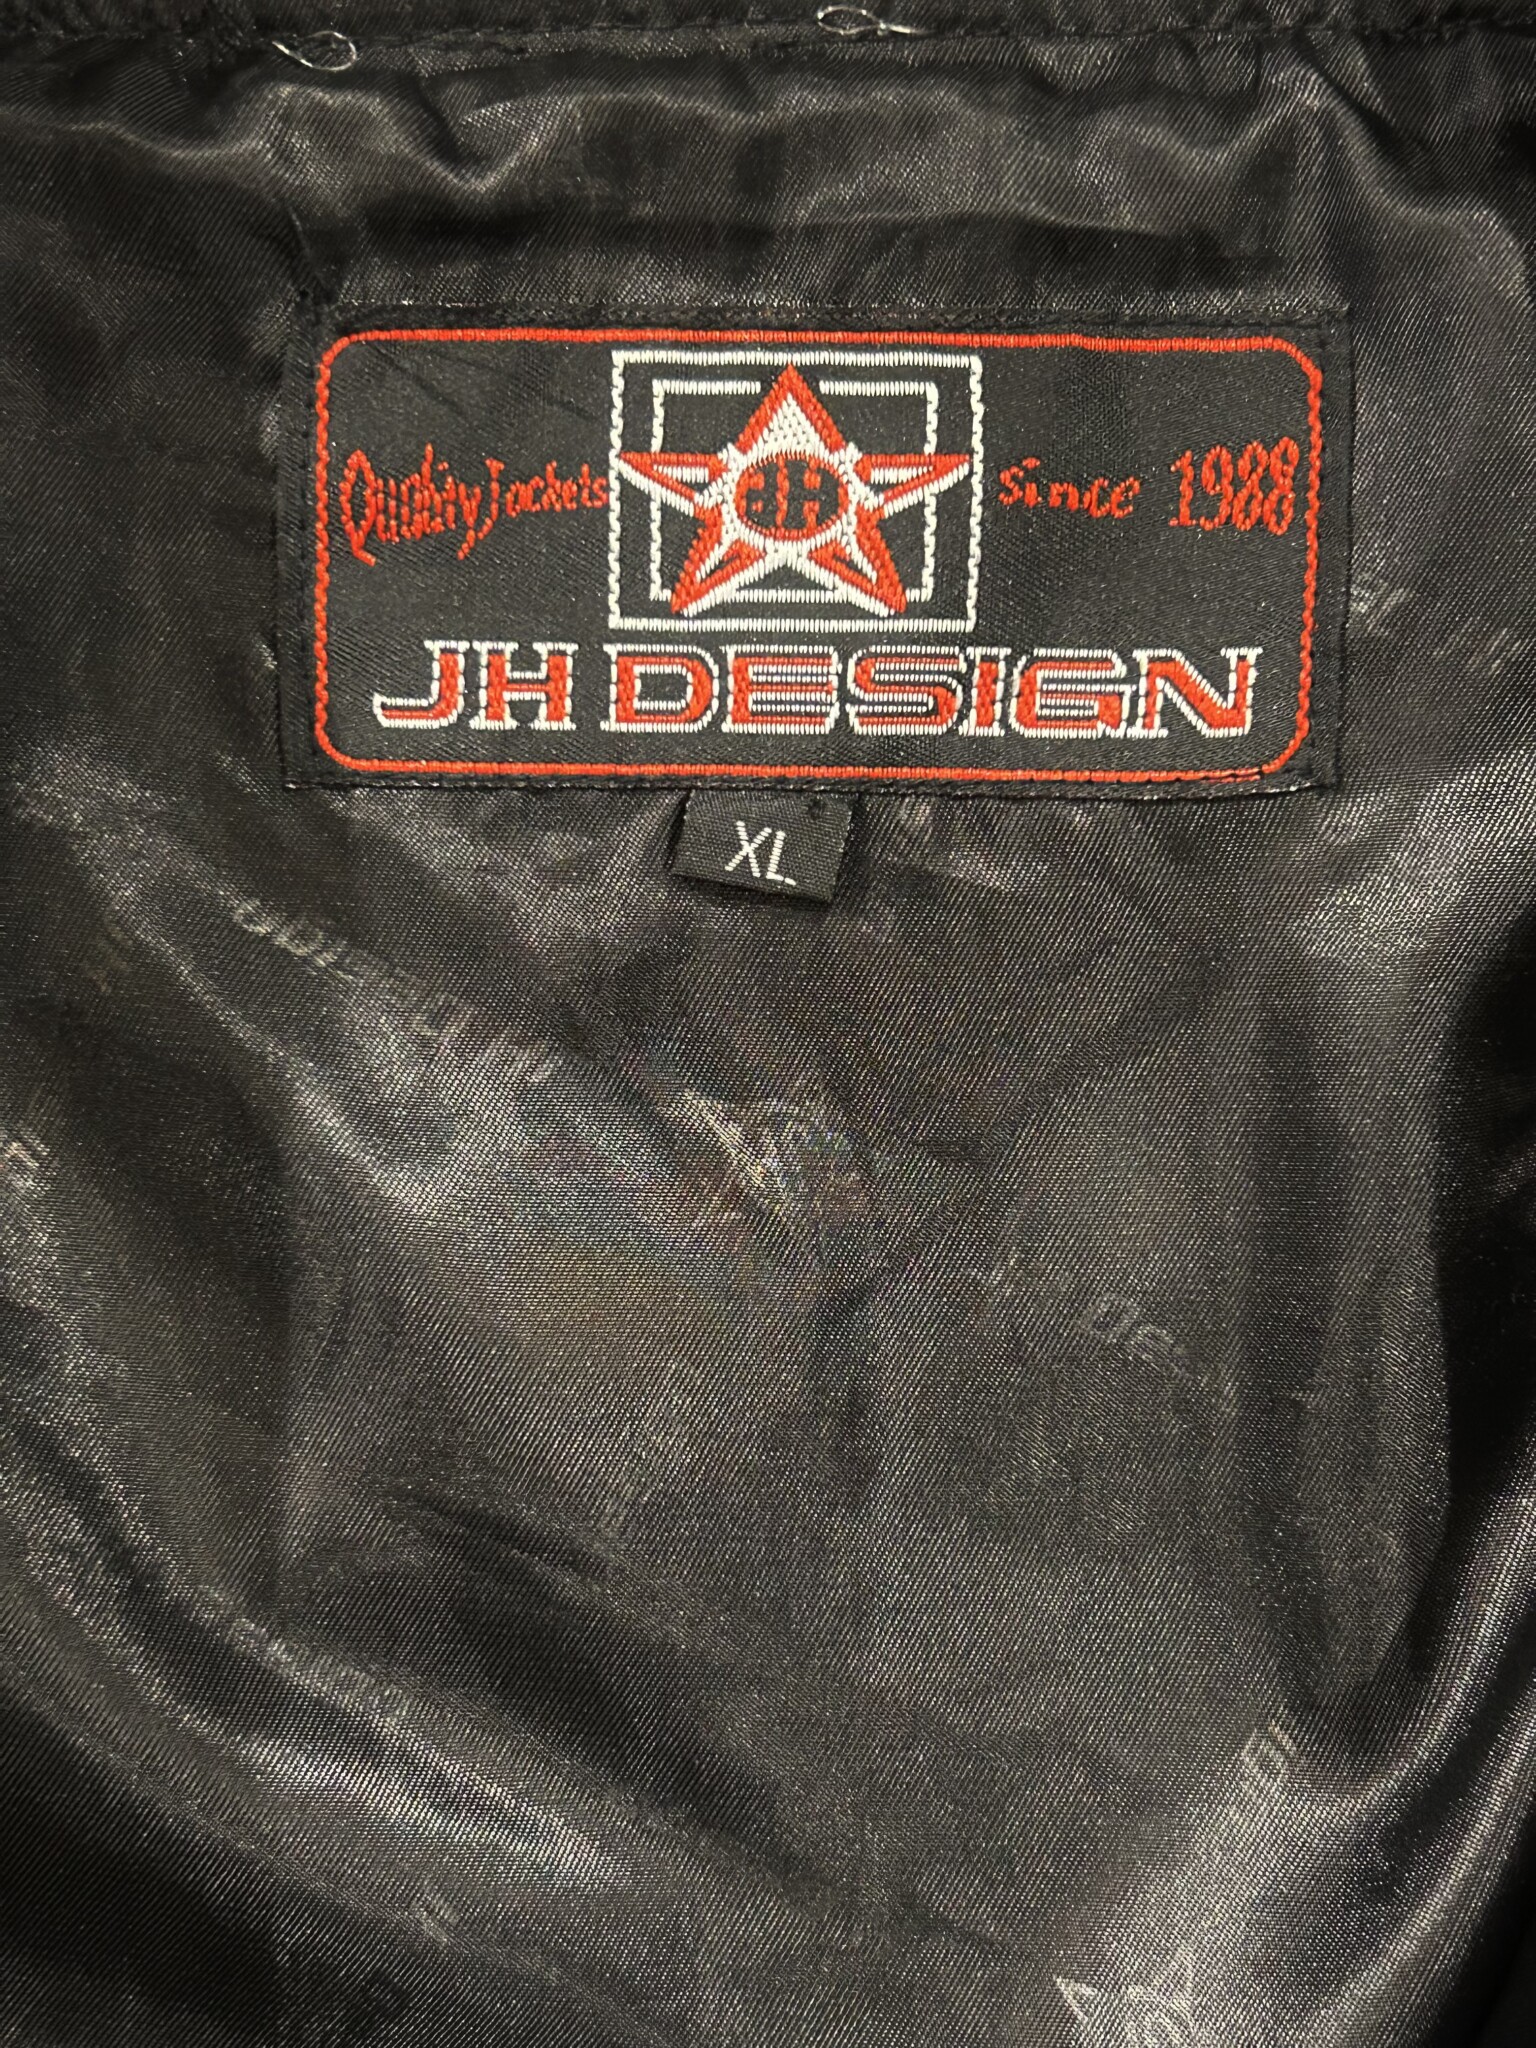 Quality Jackets JH Since 1988
JH DESIGN
XL